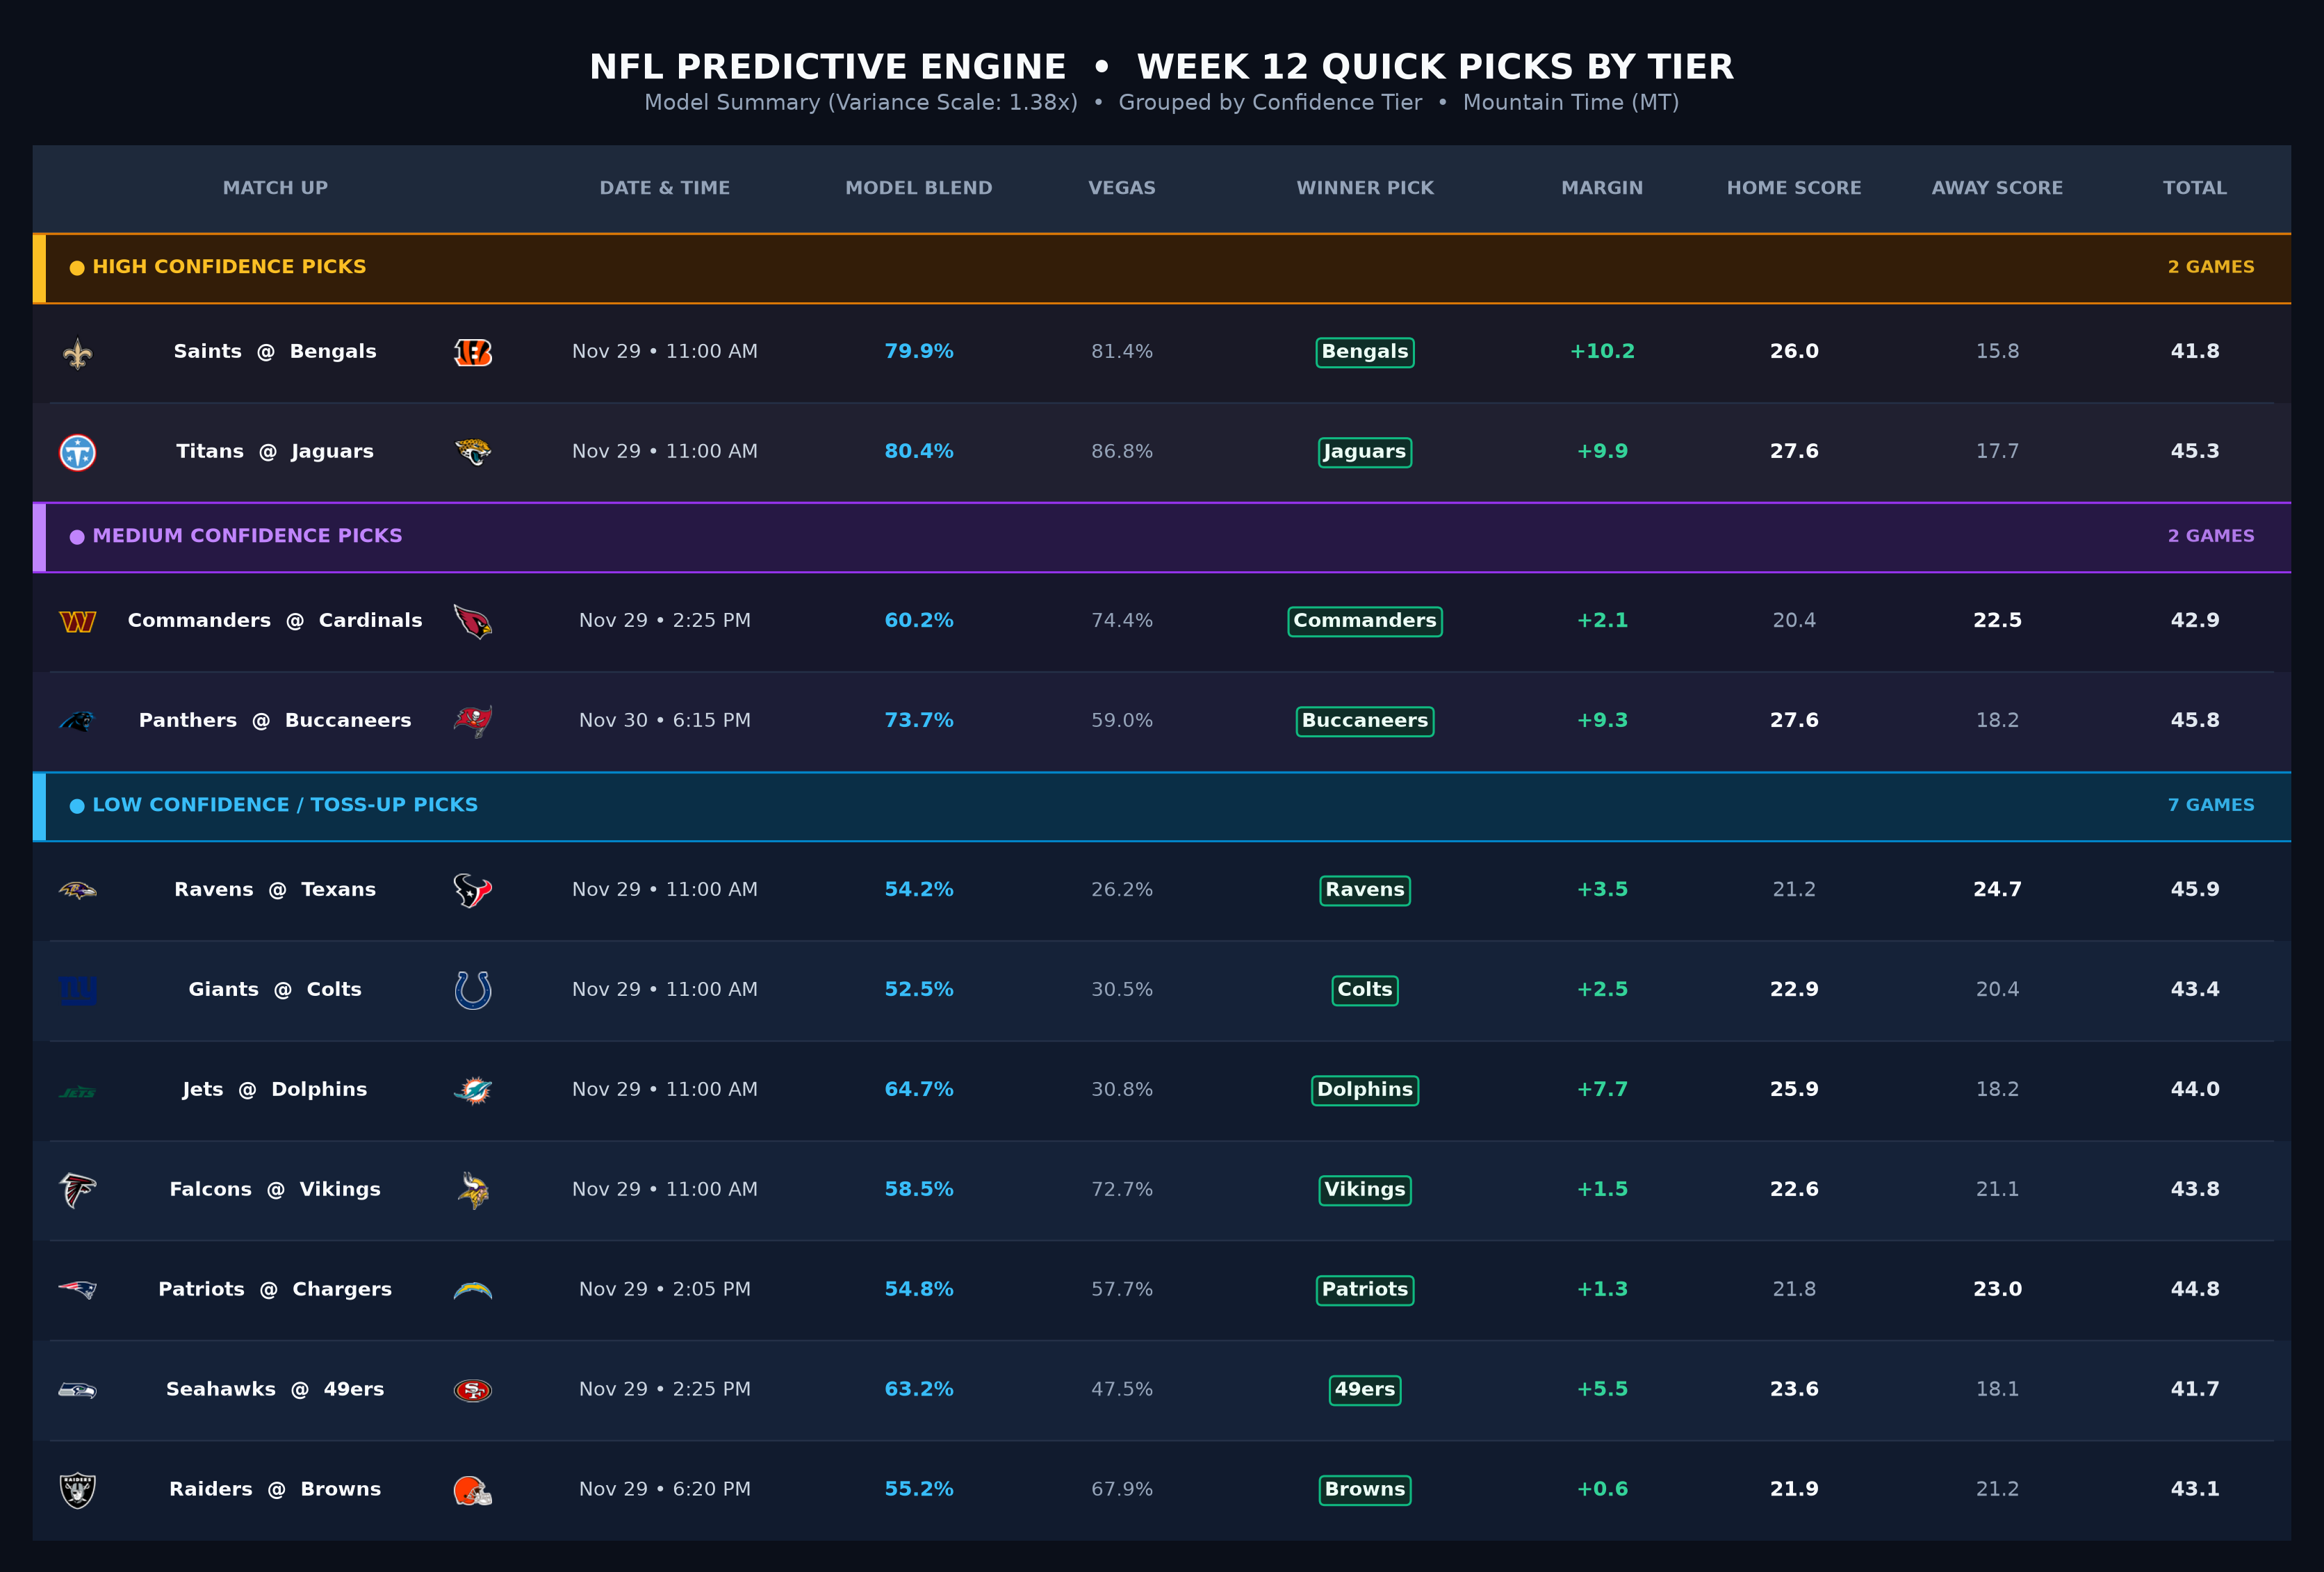 NFL PREDICTIVE ENGINE • WEEK 12 QUICK PICKS BY TIER
Model Summary (Variance Scale: 1.38x) • Grouped by Confidence Tier • Mountain Time (MT)
MATCH UP DATE & TIME MODEL BLEND VEGAS WINNER PICK MARGIN HOME SCORE AWAY SCORE TOTAL
● HIGH CONFIDENCE PICKS 2 GAMES
Saints @ Bengals Nov 29 • 11:00 AM 79.9% 81.4% Bengals +10.2 26.0 15.8 41.8
Titans @ Jaguars Nov 29 • 11:00 AM 80.4% 86.8% Jaguars +9.9 27.6 17.7 45.3
● MEDIUM CONFIDENCE PICKS 2 GAMES
Commanders @ Cardinals Nov 29 • 2:25 PM 60.2% 74.4% Commanders +2.1 20.4 22.5 42.9
Panthers @ Buccaneers Nov 30 • 6:15 PM 73.7% 59.0% Buccaneers +9.3 27.6 18.2 45.8
● LOW CONFIDENCE / TOSS-UP PICKS 7 GAMES
Ravens @ Texans Nov 29 • 11:00 AM 54.2% 26.2% Ravens +3.5 21.2 24.7 45.9
Giants @ Colts Nov 29 • 11:00 AM 52.5% 30.5% Colts +2.5 22.9 20.4 43.4
Jets @ Dolphins Nov 29 • 11:00 AM 64.7% 30.8% Dolphins +7.7 25.9 18.2 44.0
Falcons @ Vikings Nov 29 • 11:00 AM 58.5% 72.7% Vikings +1.5 22.6 21.1 43.8
Patriots @ Chargers Nov 29 • 2:05 PM 54.8% 57.7% Patriots +1.3 21.8 23.0 44.8
Seahawks @ 49ers Nov 29 • 2:25 PM 63.2% 47.5% 49ers +5.5 23.6 18.1 41.7
Raiders @ Browns Nov 29 • 6:20 PM 55.2% 67.9% Browns +0.6 21.9 21.2 43.1